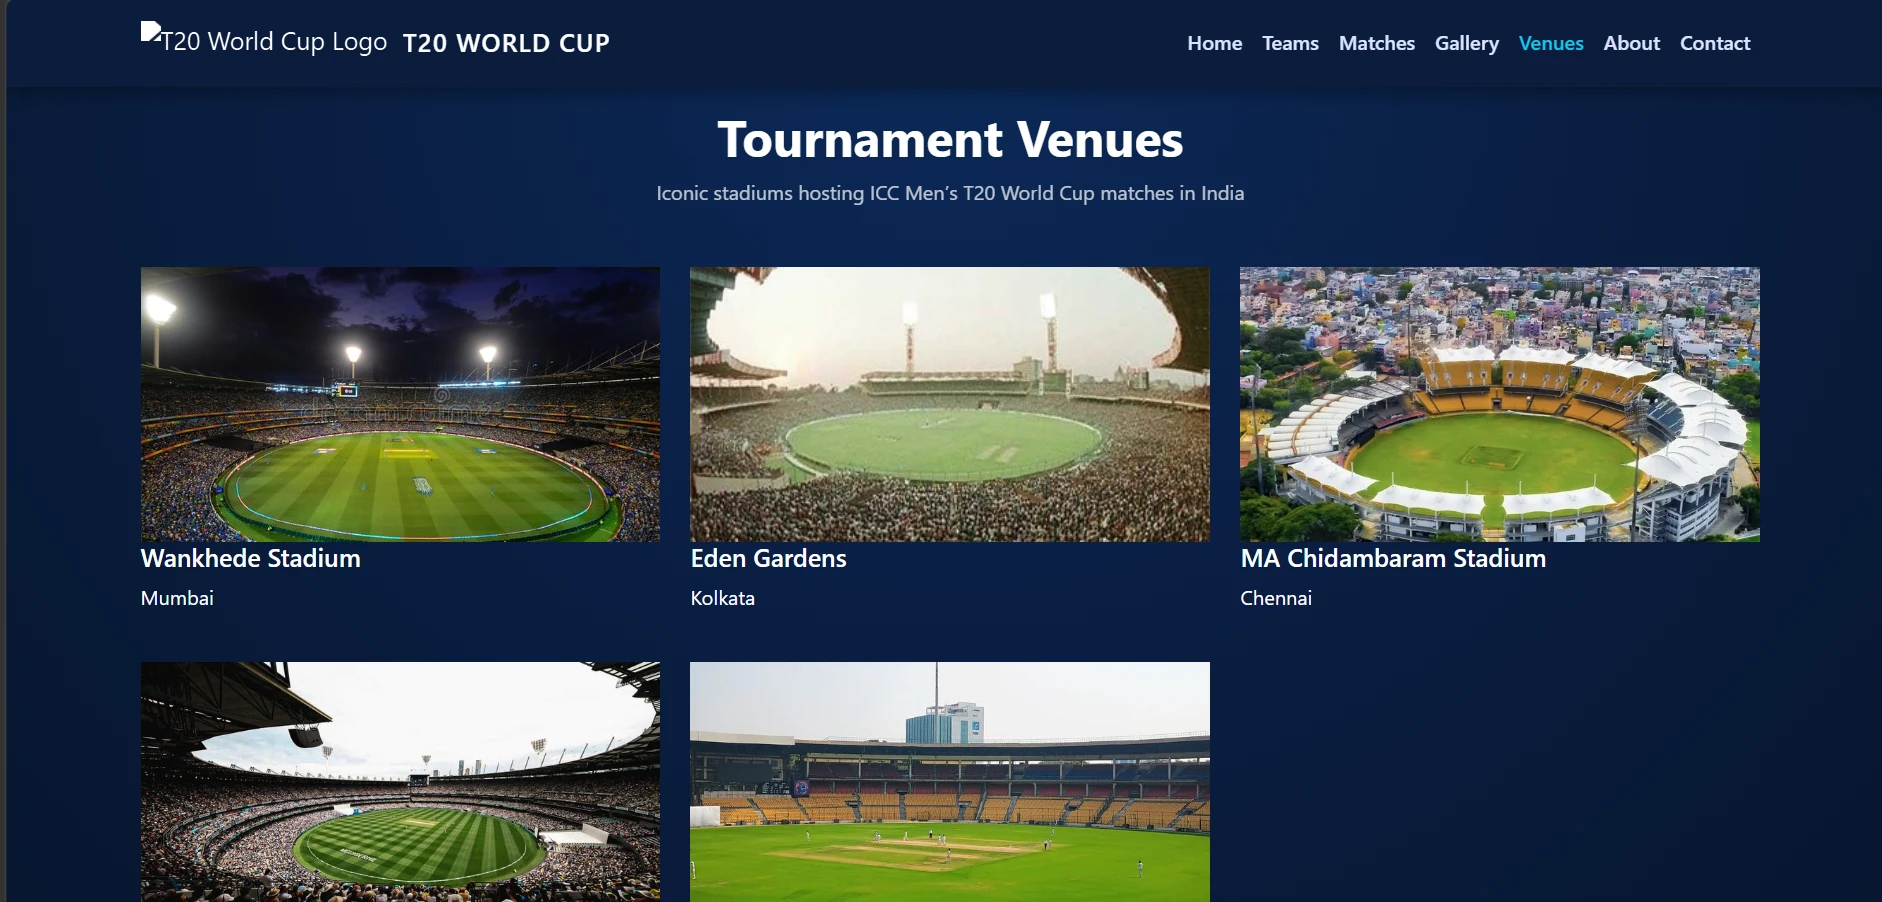 T20 World Cup Logo T20 WORLD CUP Home Teams Matches Gallery Venues About Contact
Tournament Venues
Iconic stadiums hosting ICC Men’s T20 World Cup matches in India
Wankhede Stadium
Mumbai
Eden Gardens
Kolkata
MA Chidambaram Stadium
Chennai